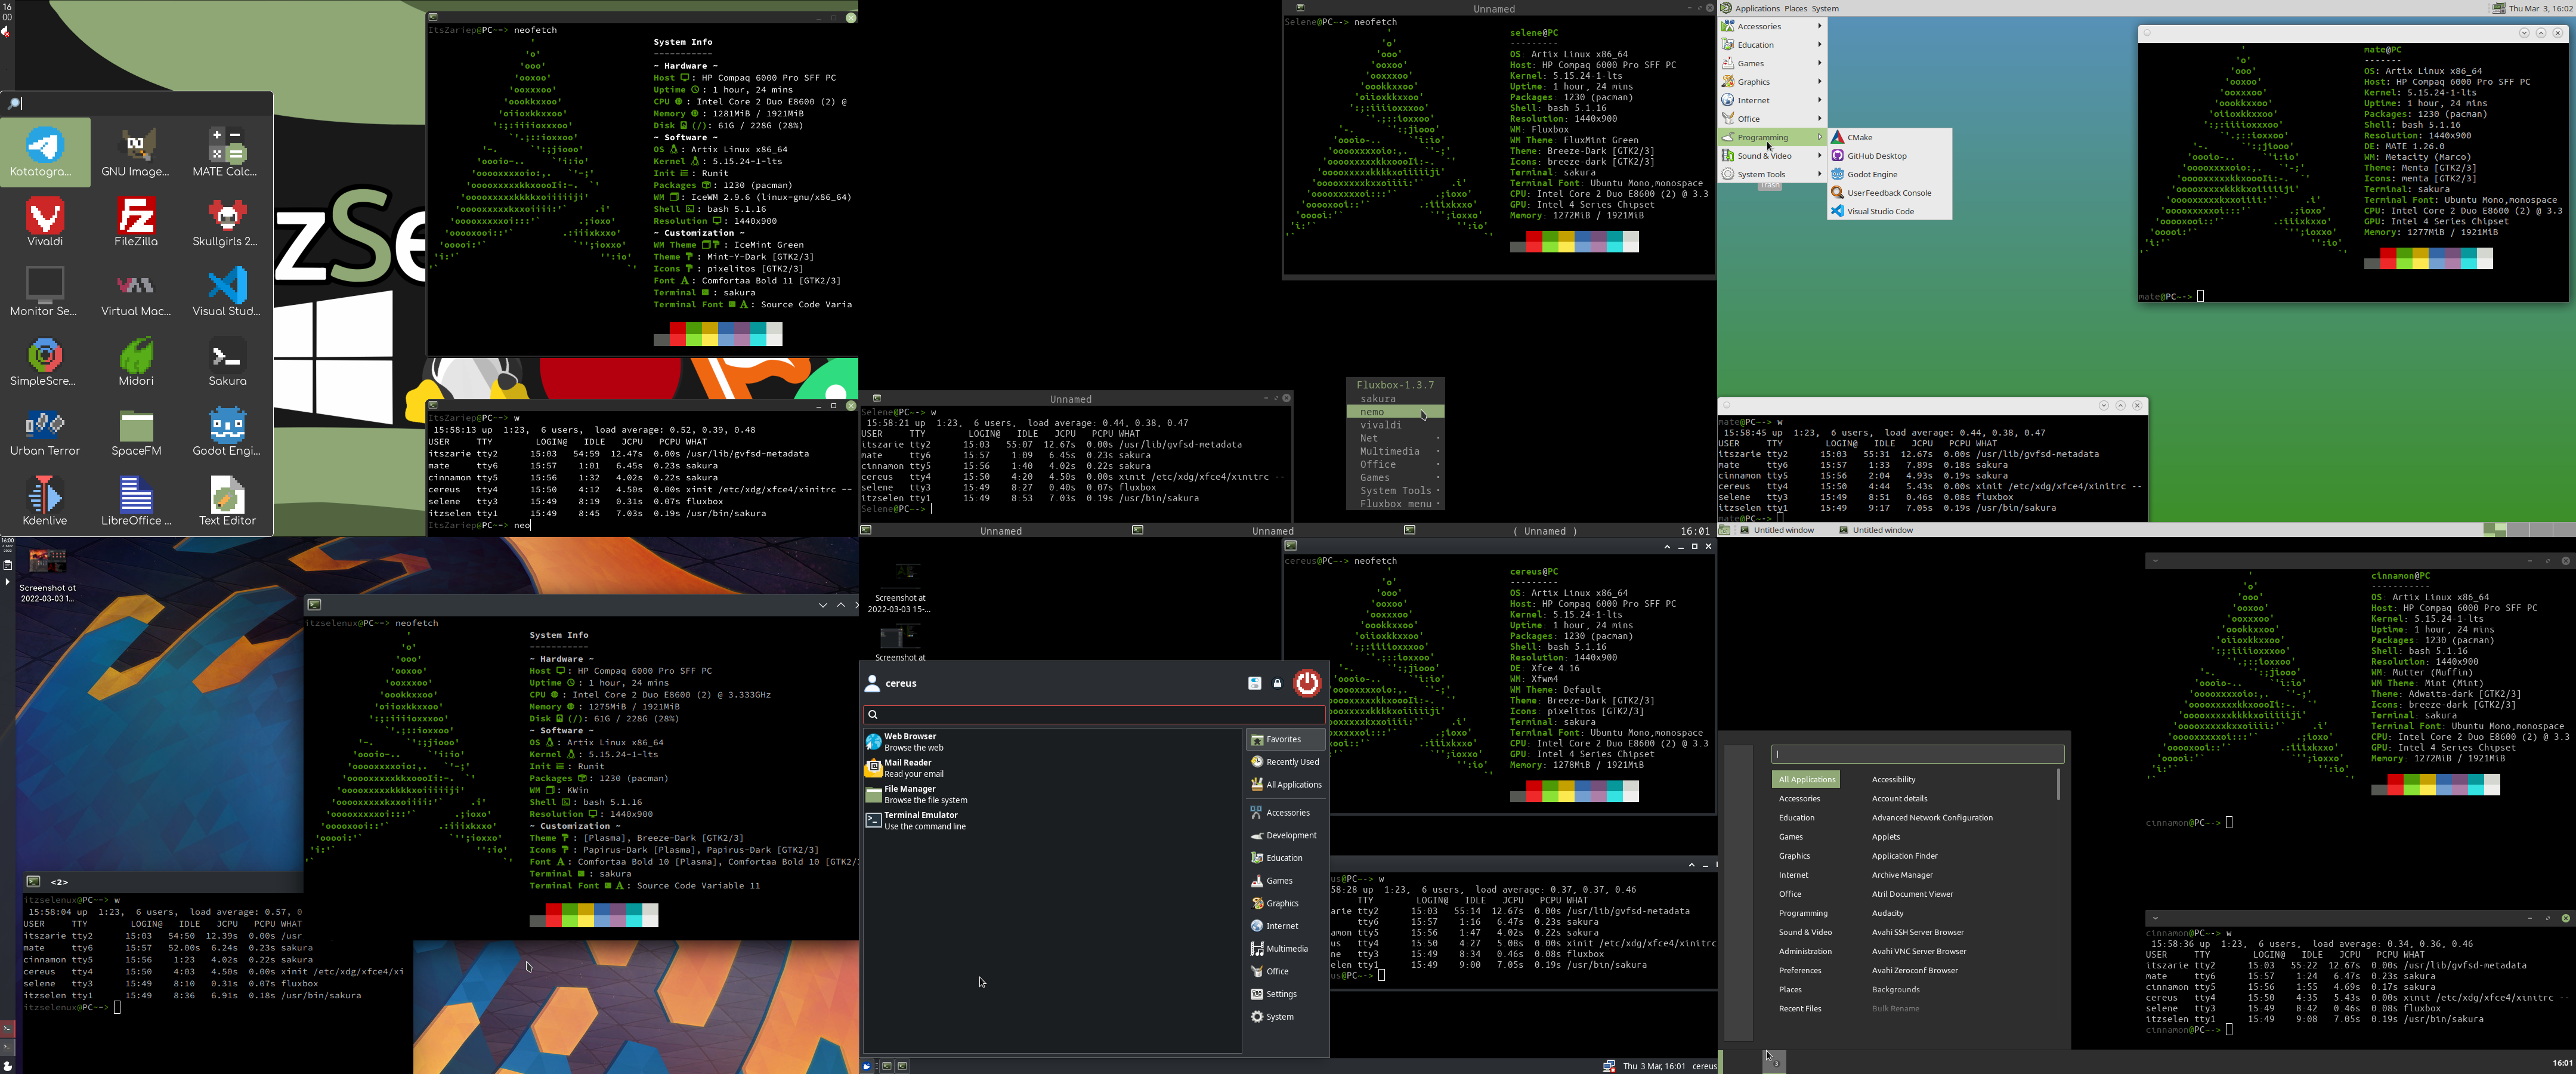 16
00
Kotatogra...
GNU Image...
MATE Calc...
Vivaldi
FileZilla
Skullgirls 2...
Monitor Se...
Virtual Mac...
Visual Stud...
SimpleScre...
Midori
Sakura
Urban Terror
SpaceFM
Godot Engi...
Kdenlive
LibreOffice ...
Text Editor
zSe
ItsZariep@PC~-> neofetch
System Info
-----------
~ Hardware ~
Host : HP Compaq 6000 Pro SFF PC
Uptime : 1 hour, 24 mins
CPU : Intel Core 2 Duo E8600 (2) @
Memory : 1281MiB / 1921MiB
Disk (/): 61G / 228G (28%)
~ Software ~
OS : Artix Linux x86_64
Kernel : 5.15.24-1-lts
Init : Runit
Packages : 1230 (pacman)
WM : IceWM 2.9.6 (linux-gnu/x86_64)
Shell : bash 5.1.16
Resolution : 1440x900
~ Customization ~
WM Theme : IceMint Green
Theme : Mint-Y-Dark [GTK2/3]
Icons : pixelitos [GTK2/3]
Font : Comfortaa Bold 11 [GTK2/3]
Terminal : sakura
Terminal Font : Source Code Varia
ItsZariep@PC~-> w
15:58:13 up 1:23, 6 users, load average: 0.52, 0.39, 0.48
USER TTY LOGIN@ IDLE JCPU PCPU WHAT
itszarie tty2 15:03 54:59 12.47s 0.00s /usr/lib/gvfsd-metadata
mate tty6 15:57 1:01 6.45s 0.23s sakura
cinnamon tty5 15:56 1:32 4.02s 0.22s sakura
cereus tty4 15:50 4:12 4.50s 0.00s xinit /etc/xdg/xfce4/xinitrc --
selene tty3 15:49 8:19 0.31s 0.07s fluxbox
itzselen tty1 15:49 8:45 7.03s 0.19s /usr/bin/sakura
ItsZariep@PC~-> neo
Unnamed
Selene@PC~-> neofetch
selene@PC
---------
OS: Artix Linux x86_64
Host: HP Compaq 6000 Pro SFF PC
Kernel: 5.15.24-1-lts
Uptime: 1 hour, 24 mins
Packages: 1230 (pacman)
Shell: bash 5.1.16
Resolution: 1440x900
WM: Fluxbox
WM Theme: FluxMint Green
Theme: Breeze-Dark [GTK2/3]
Icons: breeze-dark [GTK2/3]
Terminal: sakura
Terminal Font: Ubuntu Mono,monospace
CPU: Intel Core 2 Duo E8600 (2) @ 3.3
GPU: Intel 4 Series Chipset
Memory: 1272MiB / 1921MiB
Unnamed
Selene@PC~-> w
15:58:21 up 1:23, 6 users, load average: 0.44, 0.38, 0.47
USER TTY LOGIN@ IDLE JCPU PCPU WHAT
itszarie tty2 15:03 55:07 12.67s 0.00s /usr/lib/gvfsd-metadata
mate tty6 15:57 1:09 6.45s 0.23s sakura
cinnamon tty5 15:56 1:40 4.02s 0.22s sakura
cereus tty4 15:50 4:20 4.50s 0.00s xinit /etc/xdg/xfce4/xinitrc --
selene tty3 15:49 8:27 0.40s 0.07s fluxbox
itzselen tty1 15:49 8:53 7.03s 0.19s /usr/bin/sakura
Selene@PC~->
Fluxbox-1.3.7
sakura
nemo
vivaldi
Net
Multimedia
Office
Games
System Tools
Fluxbox menu
Unnamed
Unnamed
( Unnamed )
16:01
Applications Places System
Thu Mar 3, 16:02
Accessories
Education
Games
Graphics
Internet
Office
Programming
Sound & Video
System Tools
Trash
CMake
GitHub Desktop
Godot Engine
UserFeedback Console
Visual Studio Code
mate@PC
-------
OS: Artix Linux x86_64
Host: HP Compaq 6000 Pro SFF PC
Kernel: 5.15.24-1-lts
Uptime: 1 hour, 24 mins
Packages: 1230 (pacman)
Shell: bash 5.1.16
Resolution: 1440x900
DE: MATE 1.26.0
WM: Metacity (Marco)
Theme: Menta [GTK2/3]
Icons: menta [GTK2/3]
Terminal: sakura
Terminal Font: Ubuntu Mono,monospace
CPU: Intel Core 2 Duo E8600 (2) @ 3.3
GPU: Intel 4 Series Chipset
Memory: 1277MiB / 1921MiB
mate@PC~->
mate@PC~-> w
15:58:45 up 1:23, 6 users, load average: 0.44, 0.38, 0.47
USER TTY LOGIN@ IDLE JCPU PCPU WHAT
itszarie tty2 15:03 55:31 12.67s 0.00s /usr/lib/gvfsd-metadata
mate tty6 15:57 1:33 7.89s 0.18s sakura
cinnamon tty5 15:56 2:04 4.93s 0.23s sakura
cereus tty4 15:50 4:44 5.43s 0.00s xinit /etc/xdg/xfce4/xinitrc --
selene tty3 15:49 8:51 0.46s 0.08s fluxbox
itzselen tty1 15:49 9:17 7.05s 0.19s /usr/bin/sakura
mate@PC~->
Untitled window
Untitled window
16:00
Screenshot at
2022-03-03 1...
itzselenux@PC~-> neofetch
System Info
-----------
~ Hardware ~
Host : HP Compaq 6000 Pro SFF PC
Uptime : 1 hour, 24 mins
CPU : Intel Core 2 Duo E8600 (2) @ 3.333GHz
Memory : 1275MiB / 1921MiB
Disk (/): 61G / 228G (28%)
~ Software ~
OS : Artix Linux x86_64
Kernel : 5.15.24-1-lts
Init : Runit
Packages : 1230 (pacman)
WM : KWin
Shell : bash 5.1.16
Resolution : 1440x900
~ Customization ~
Theme : [Plasma], Breeze-Dark [GTK2/3]
Icons : Papirus-Dark [Plasma], Papirus-Dark [GTK2/3]
Font : Comfortaa Bold 10 [Plasma], Comfortaa Bold 10 [GTK2/
Terminal : sakura
Terminal Font : Source Code Variable 11
<2>
itzselenux@PC~-> w
15:58:04 up 1:23, 6 users, load average: 0.57, 0
USER TTY LOGIN@ IDLE JCPU PCPU WHAT
itszarie tty2 15:03 54:50 12.39s 0.00s /usr
mate tty6 15:57 52.00s 6.24s 0.23s sakura
cinnamon tty5 15:56 1:23 4.02s 0.22s sakura
cereus tty4 15:50 4:03 4.50s 0.00s xinit /etc/xdg/xfce4/xi
selene tty3 15:49 8:10 0.31s 0.07s fluxbox
itzselen tty1 15:49 8:36 6.91s 0.18s /usr/bin/sakura
itzselenux@PC~->
Screenshot at
2022-03-03 15-...
Screenshot at
cereus@PC~-> neofetch
cereus@PC
---------
OS: Artix Linux x86_64
Host: HP Compaq 6000 Pro SFF PC
Kernel: 5.15.24-1-lts
Uptime: 1 hour, 24 mins
Packages: 1230 (pacman)
Shell: bash 5.1.16
Resolution: 1440x900
DE: Xfce 4.16
WM: Xfwm4
WM Theme: Default
Theme: Breeze-Dark [GTK2/3]
Icons: pixelitos [GTK2/3]
Terminal: sakura
Terminal Font: Ubuntu Mono,monospace
CPU: Intel Core 2 Duo E8600 (2) @ 3.3
GPU: Intel 4 Series Chipset
Memory: 1278MiB / 1921MiB
cereus
Web Browser
Browse the web
Mail Reader
Read your email
File Manager
Browse the file system
Terminal Emulator
Use the command line
Favorites
Recently Used
All Applications
Accessories
Development
Education
Games
Graphics
Internet
Multimedia
Office
Settings
System
us@PC~-> w
58:28 up 1:23, 6 users, load average: 0.37, 0.37, 0.46
TTY LOGIN@ IDLE JCPU PCPU WHAT
arie tty2 15:03 55:14 12.67s 0.00s /usr/lib/gvfsd-metadata
tty6 15:57 1:16 6.47s 0.23s sakura
amon tty5 15:56 1:47 4.02s 0.22s sakura
us tty4 15:50 4:27 5.08s 0.00s xinit /etc/xdg/xfce4/xinitrc
ne tty3 15:49 8:34 0.46s 0.08s fluxbox
elen tty1 15:49 9:00 7.05s 0.19s /usr/bin/sakura
us@PC~->
Thu 3 Mar, 16:01 cereus
cinnamon@PC
-----------
OS: Artix Linux x86_64
Host: HP Compaq 6000 Pro SFF PC
Kernel: 5.15.24-1-lts
Uptime: 1 hour, 24 mins
Packages: 1230 (pacman)
Shell: bash 5.1.16
Resolution: 1440x900
WM: Mutter (Muffin)
WM Theme: Mint (Mint)
Theme: Adwaita-dark [GTK2/3]
Icons: breeze-dark [GTK2/3]
Terminal: sakura
Terminal Font: Ubuntu Mono,monospace
CPU: Intel Core 2 Duo E8600 (2) @ 3.3
GPU: Intel 4 Series Chipset
Memory: 1272MiB / 1921MiB
cinnamon@PC~->
All Applications
Accessories
Education
Games
Graphics
Internet
Office
Programming
Sound & Video
Administration
Preferences
Places
Recent Files
Accessibility
Account details
Advanced Network Configuration
Applets
Application Finder
Archive Manager
Atril Document Viewer
Audacity
Avahi SSH Server Browser
Avahi VNC Server Browser
Avahi Zeroconf Browser
Backgrounds
Bulk Rename
cinnamon@PC~-> w
15:58:36 up 1:23, 6 users, load average: 0.34, 0.36, 0.46
USER TTY LOGIN@ IDLE JCPU PCPU WHAT
itszarie tty2 15:03 55:22 12.67s 0.00s /usr/lib/gvfsd-metadata
mate tty6 15:57 1:24 6.47s 0.23s sakura
cinnamon tty5 15:56 1:55 4.69s 0.17s sakura
cereus tty4 15:50 4:35 5.43s 0.00s xinit /etc/xdg/xfce4/xinitrc --
selene tty3 15:49 8:42 0.46s 0.08s fluxbox
itzselen tty1 15:49 9:08 7.05s 0.19s /usr/bin/sakura
cinnamon@PC~->
16:01